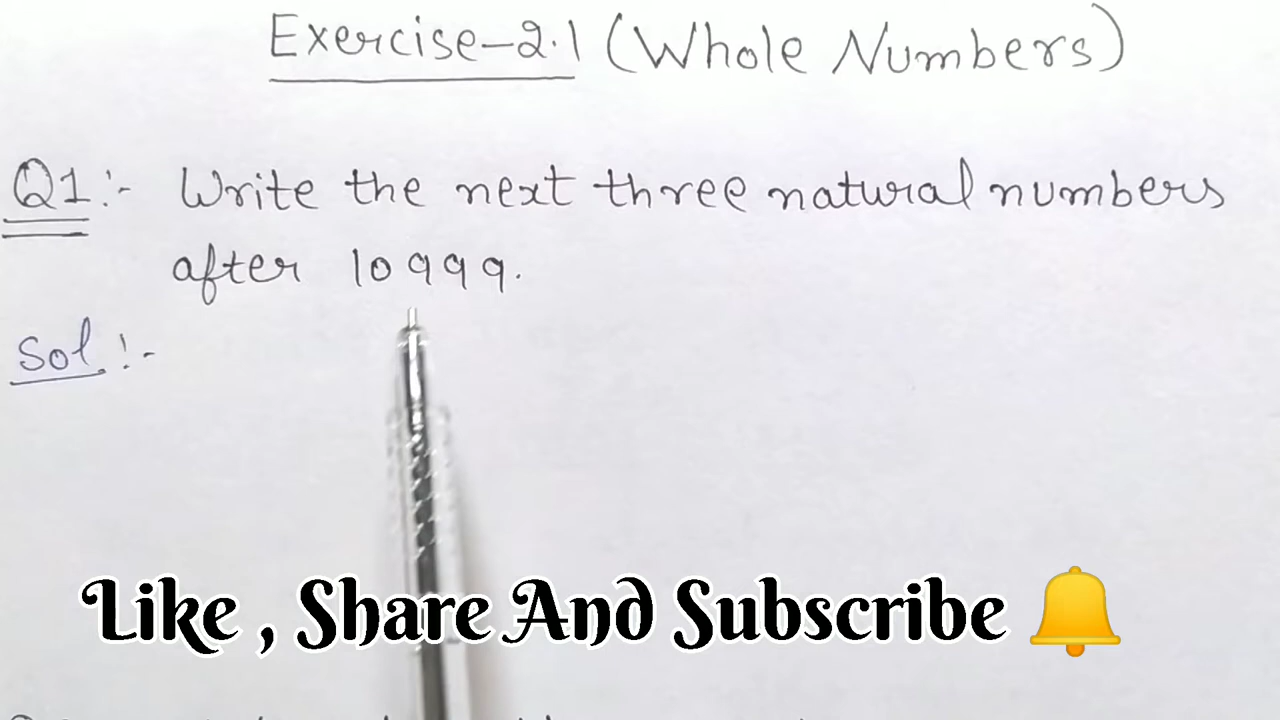 Exercise-2.1 (Whole Numbers)
Q1:- Write the next three natural numbers
after 10999.
Sol:-
Like , Share And Subscribe